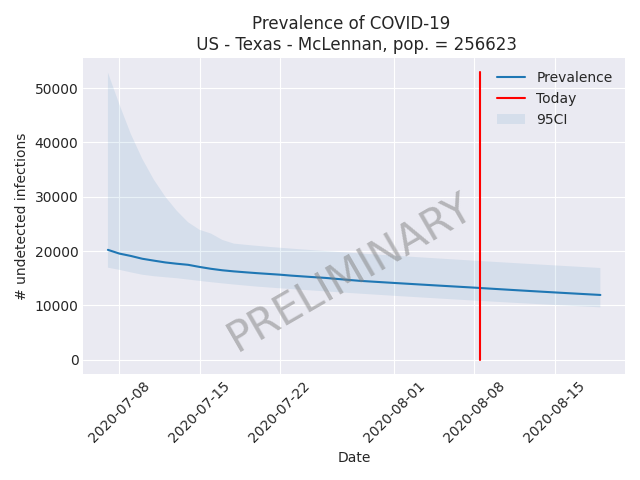 Prevalence of COVID-19
US - Texas - McLennan, pop. = 256623
Prevalence
Today
95CI
PRELIMINARY
# undetected infections
50000
40000
30000
20000
10000
0
2020-07-08
2020-07-15
2020-07-22
2020-08-01
2020-08-08
2020-08-15
Date